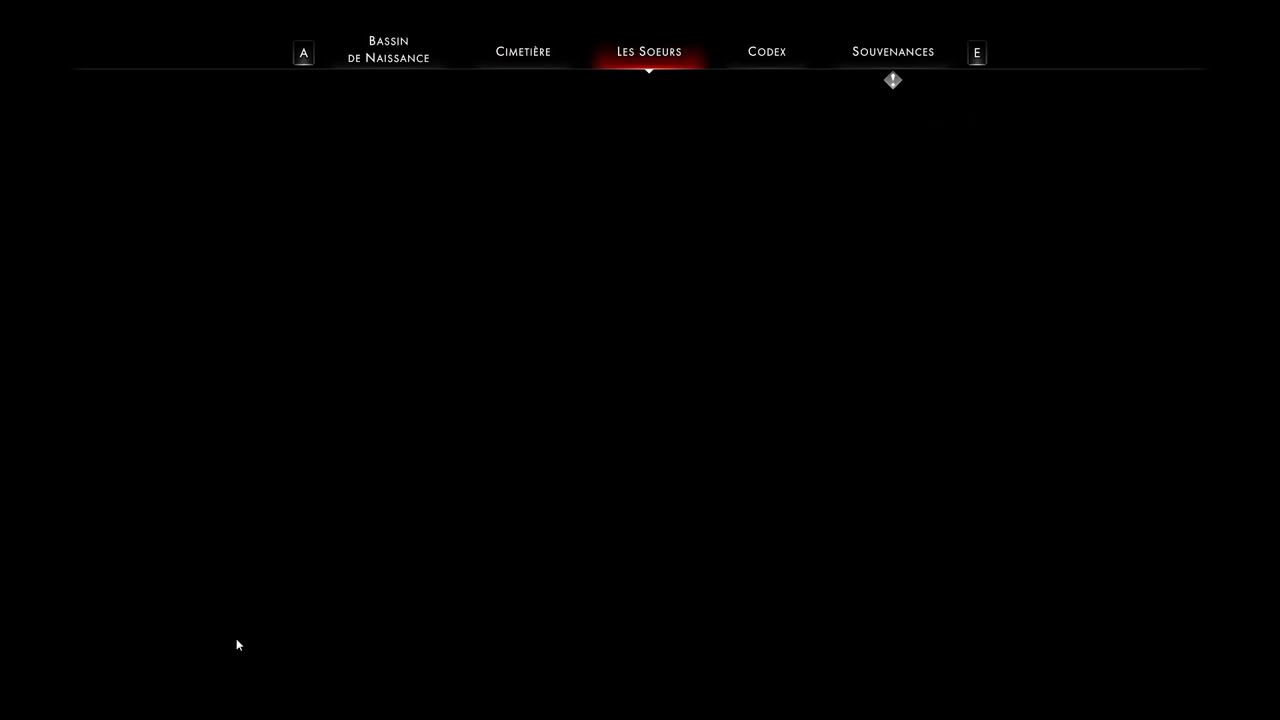 A
BASSIN
DE NAISSANCE
CIMETIÈRE
LES SOEURS
CODEX
SOUVENANCES
E